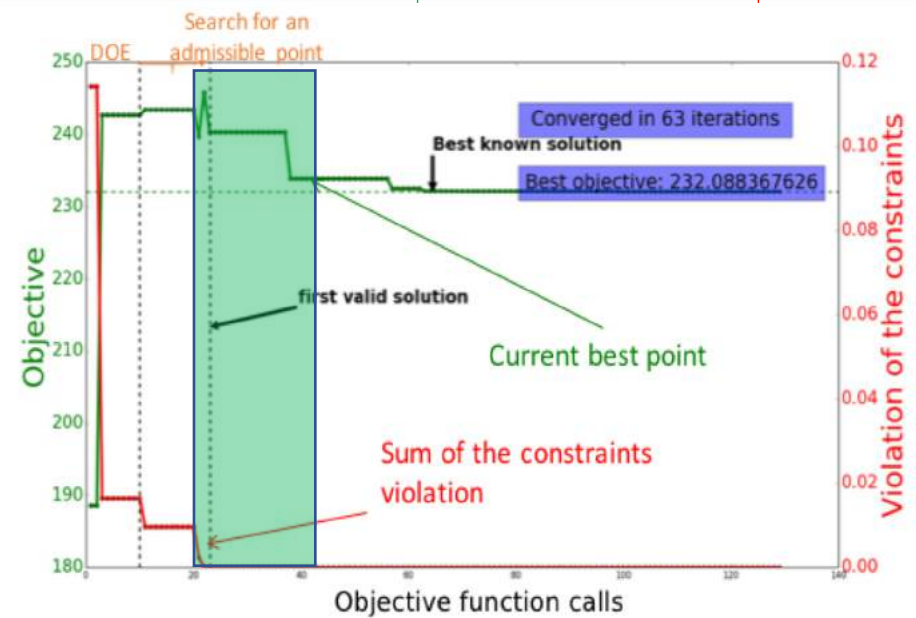 Search for an
DOE admissible point
250
240
230
220
210
200
190
180
Objective
0.12
0.10
0.08
0.06
0.04
0.02
0.00
Violation of the constraints
Converged in 63 iterations
Best known solution
Best objective: 232.088367626
first valid solution
Current best point
Sum of the constraints
violation
0 20 40 60 80 100 120 140
Objective function calls